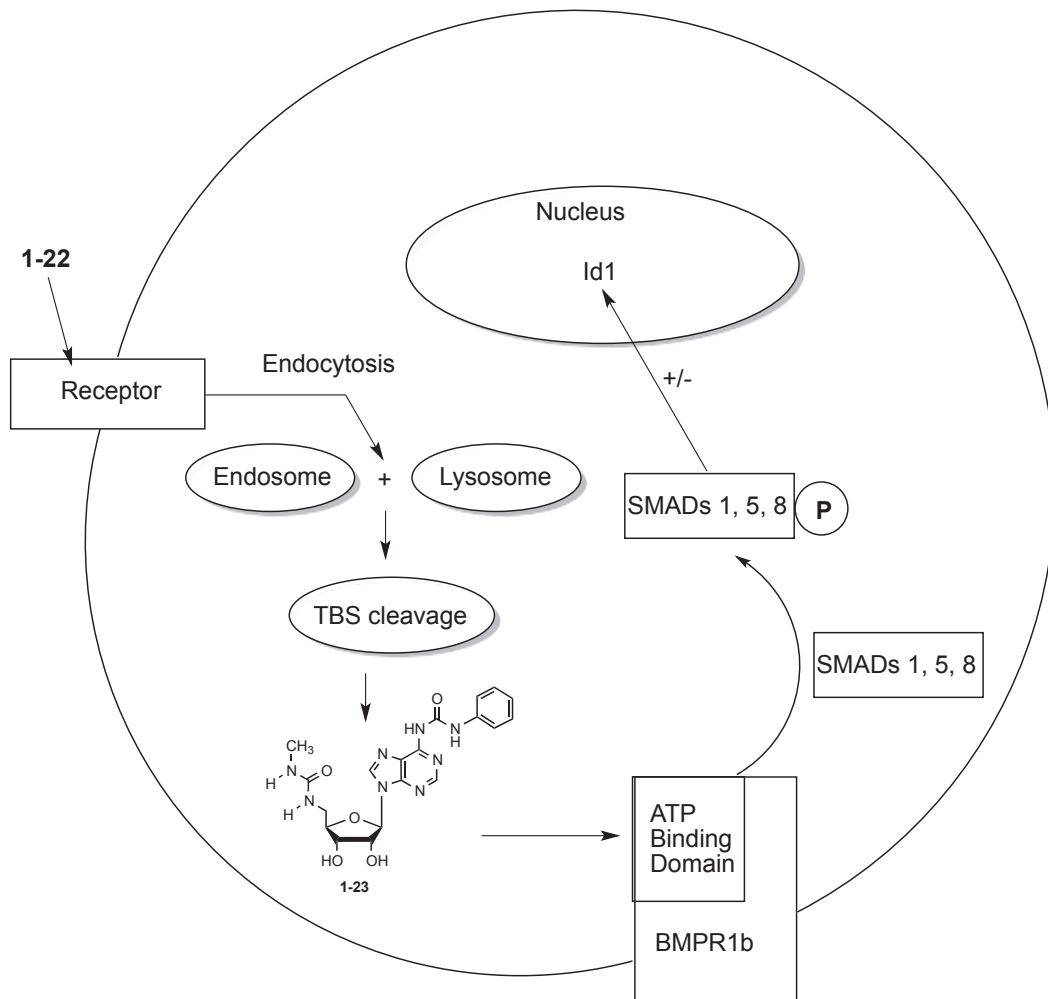 Nucleus
Id1
1-22
Receptor
Endocytosis
+/-
Endosome
+
Lysosome
SMADs 1, 5, 8
P
TBS cleavage
SMADs 1, 5, 8
O
HN
N
H
CH3
N
N
N
H
O
N
N
N
N
H
O
HO
OH
1-23
ATP
Binding
Domain
BMPR1b